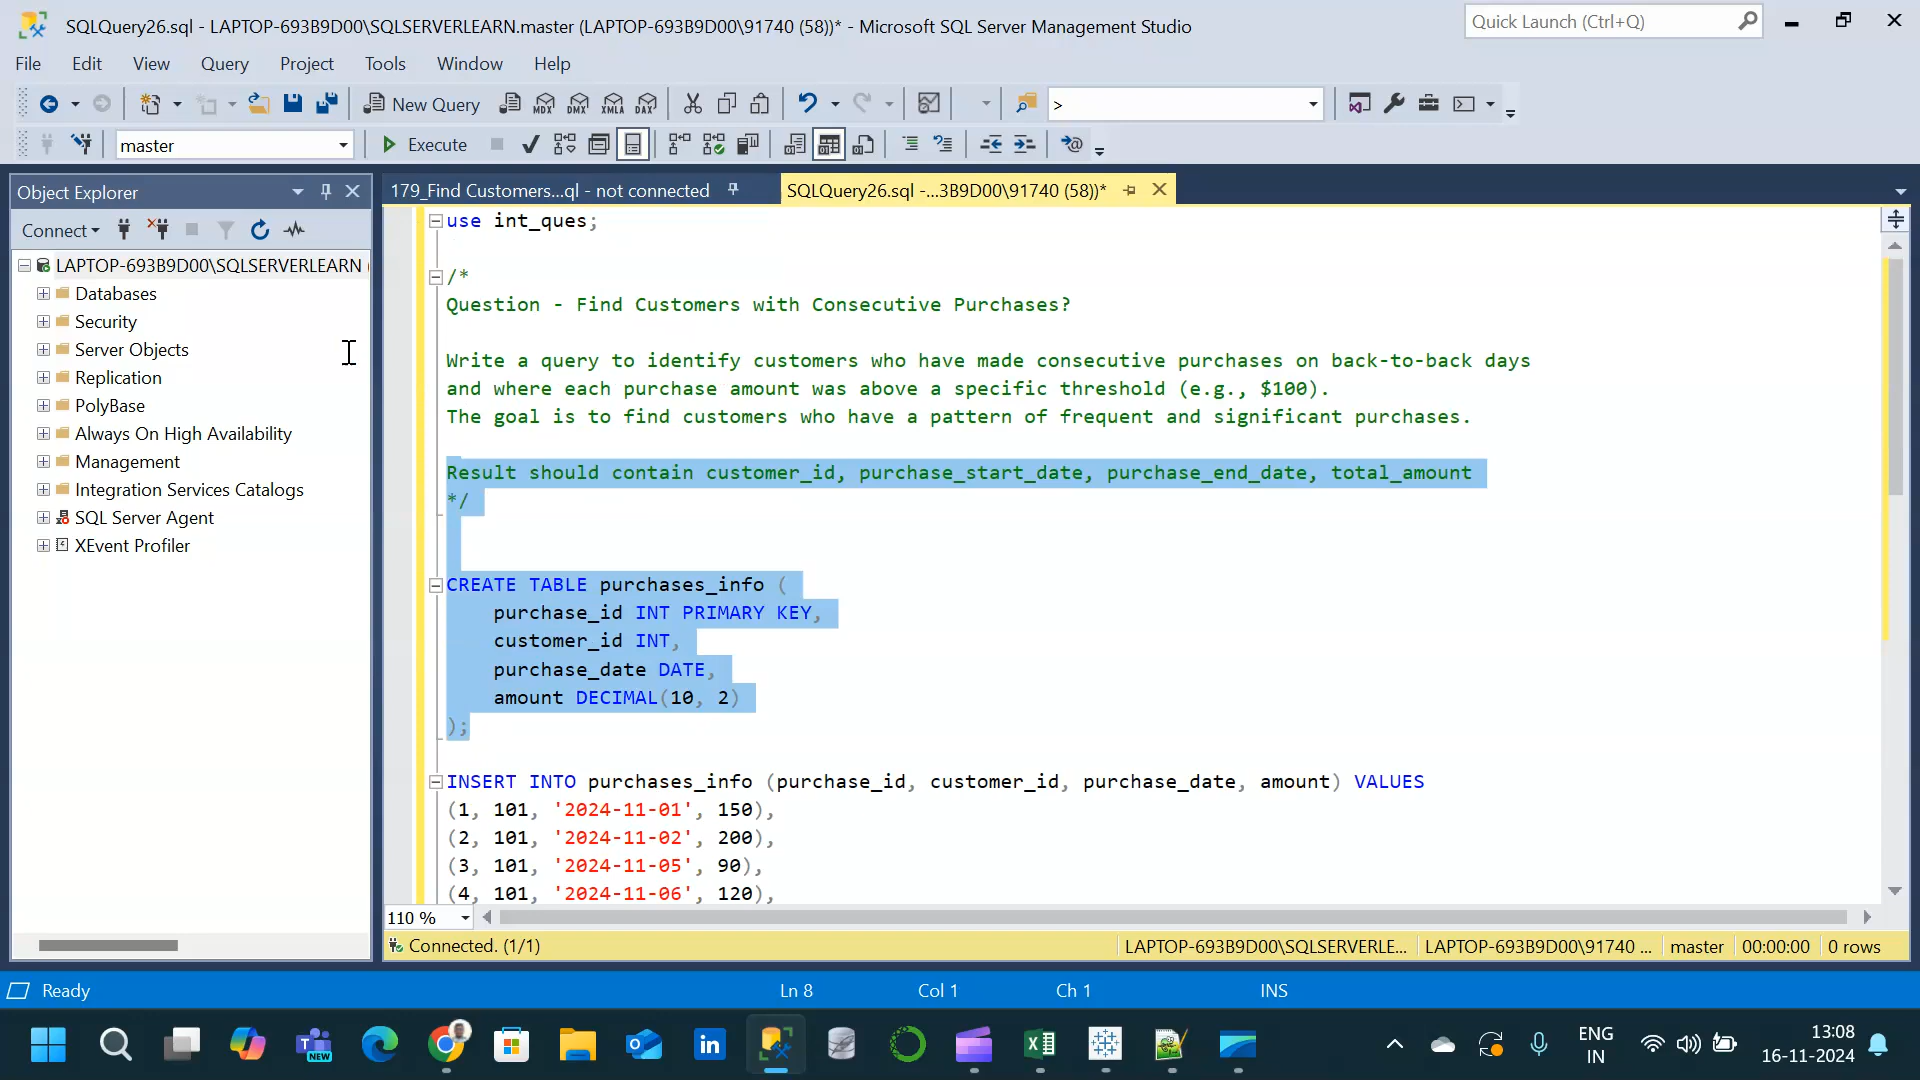 SQLQuery26.sql - LAPTOP-693B9D00\SQLSERVERLEARN.master (LAPTOP-693B9D00\91740 (58))* - Microsoft SQL Server Management Studio
Quick Launch (Ctrl+Q)
File Edit View Query Project Tools Window Help
New Query MDX DMX XMLA DAX >
master Execute
Object Explorer
179_Find Customers...ql - not connected SQLQuery26.sql -...3B9D00\91740 (58))*
Connect
LAPTOP-693B9D00\SQLSERVERLEARN (
Databases
Security
Server Objects
Replication
PolyBase
Always On High Availability
Management
Integration Services Catalogs
SQL Server Agent
XEvent Profiler
use int_ques;
/*
Question - Find Customers with Consecutive Purchases?
Write a query to identify customers who have made consecutive purchases on back-to-back days
and where each purchase amount was above a specific threshold (e.g., $100).
The goal is to find customers who have a pattern of frequent and significant purchases.
Result should contain customer_id, purchase_start_date, purchase_end_date, total_amount
*/
CREATE TABLE purchases_info (
purchase_id INT PRIMARY KEY,
customer_id INT,
purchase_date DATE,
amount DECIMAL(10, 2)
);
INSERT INTO purchases_info (purchase_id, customer_id, purchase_date, amount) VALUES
(1, 101, '2024-11-01', 150),
(2, 101, '2024-11-02', 200),
(3, 101, '2024-11-05', 90),
(4, 101, '2024-11-06', 120),
110 %
Connected. (1/1) LAPTOP-693B9D00\SQLSERVERLE... LAPTOP-693B9D00\91740 ... master 00:00:00 0 rows
Ready Ln 8 Col 1 Ch 1 INS
NEW
ENG
IN
13:08
16-11-2024